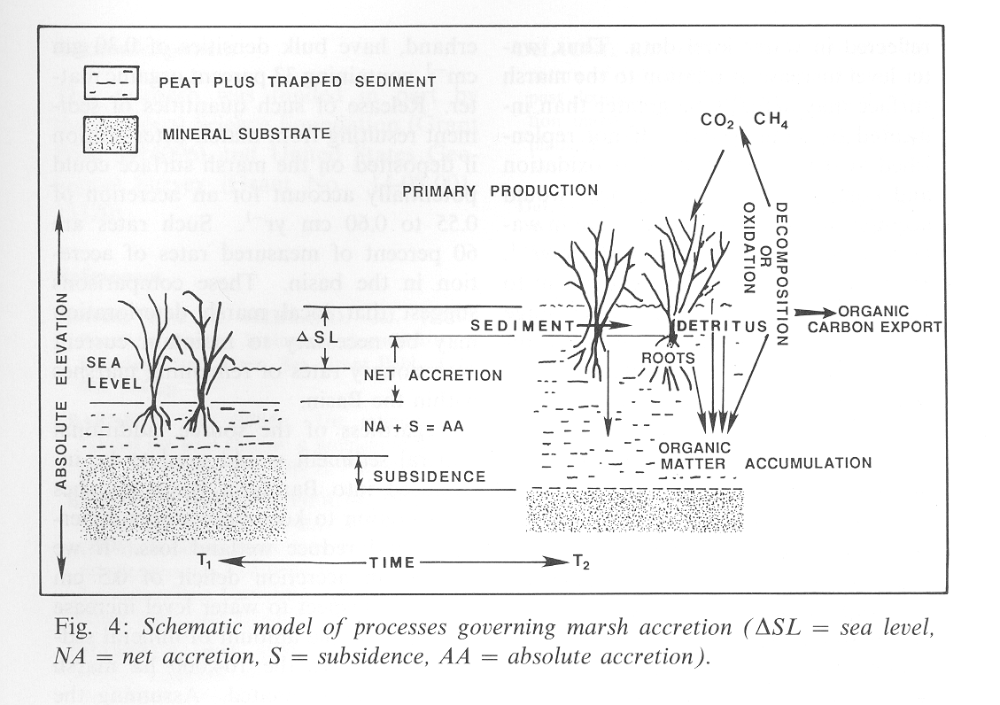 PEAT PLUS TRAPPED SEDIMENT
MINERAL SUBSTRATE
CO₂ CH₄
PRIMARY PRODUCTION
OXIDATION
OR
DECOMPOSITION
ABSOLUTE ELEVATION
SEA
LEVEL
Δ SL
SEDIMENT
DETRITUS
ORGANIC
CARBON EXPORT
ROOTS
NET ACCRETION
NA + S = AA
ORGANIC
MATTER ACCUMULATION
SUBSIDENCE
T₁ TIME T₂
Fig. 4: Schematic model of processes governing marsh accretion (ΔSL = sea level,
NA = net accretion, S = subsidence, AA = absolute accretion).